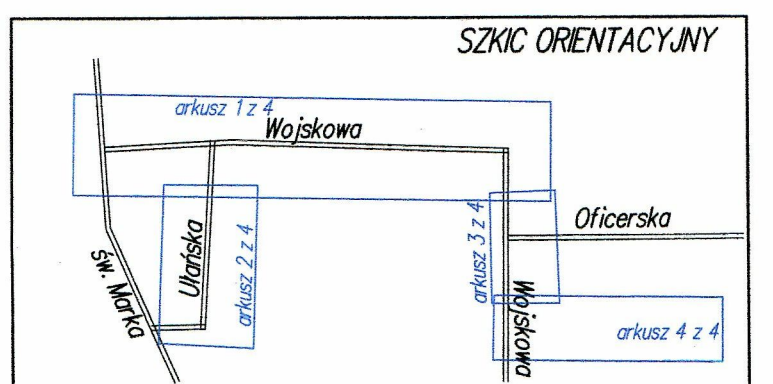 SZKIC ORIENTACYJNY
arkusz 1 z 4
Wojskowa
Ułańska
arkusz 2 z 4
św. Marka
arkusz 3 z 4
Oficerska
Wojskowa
arkusz 4 z 4